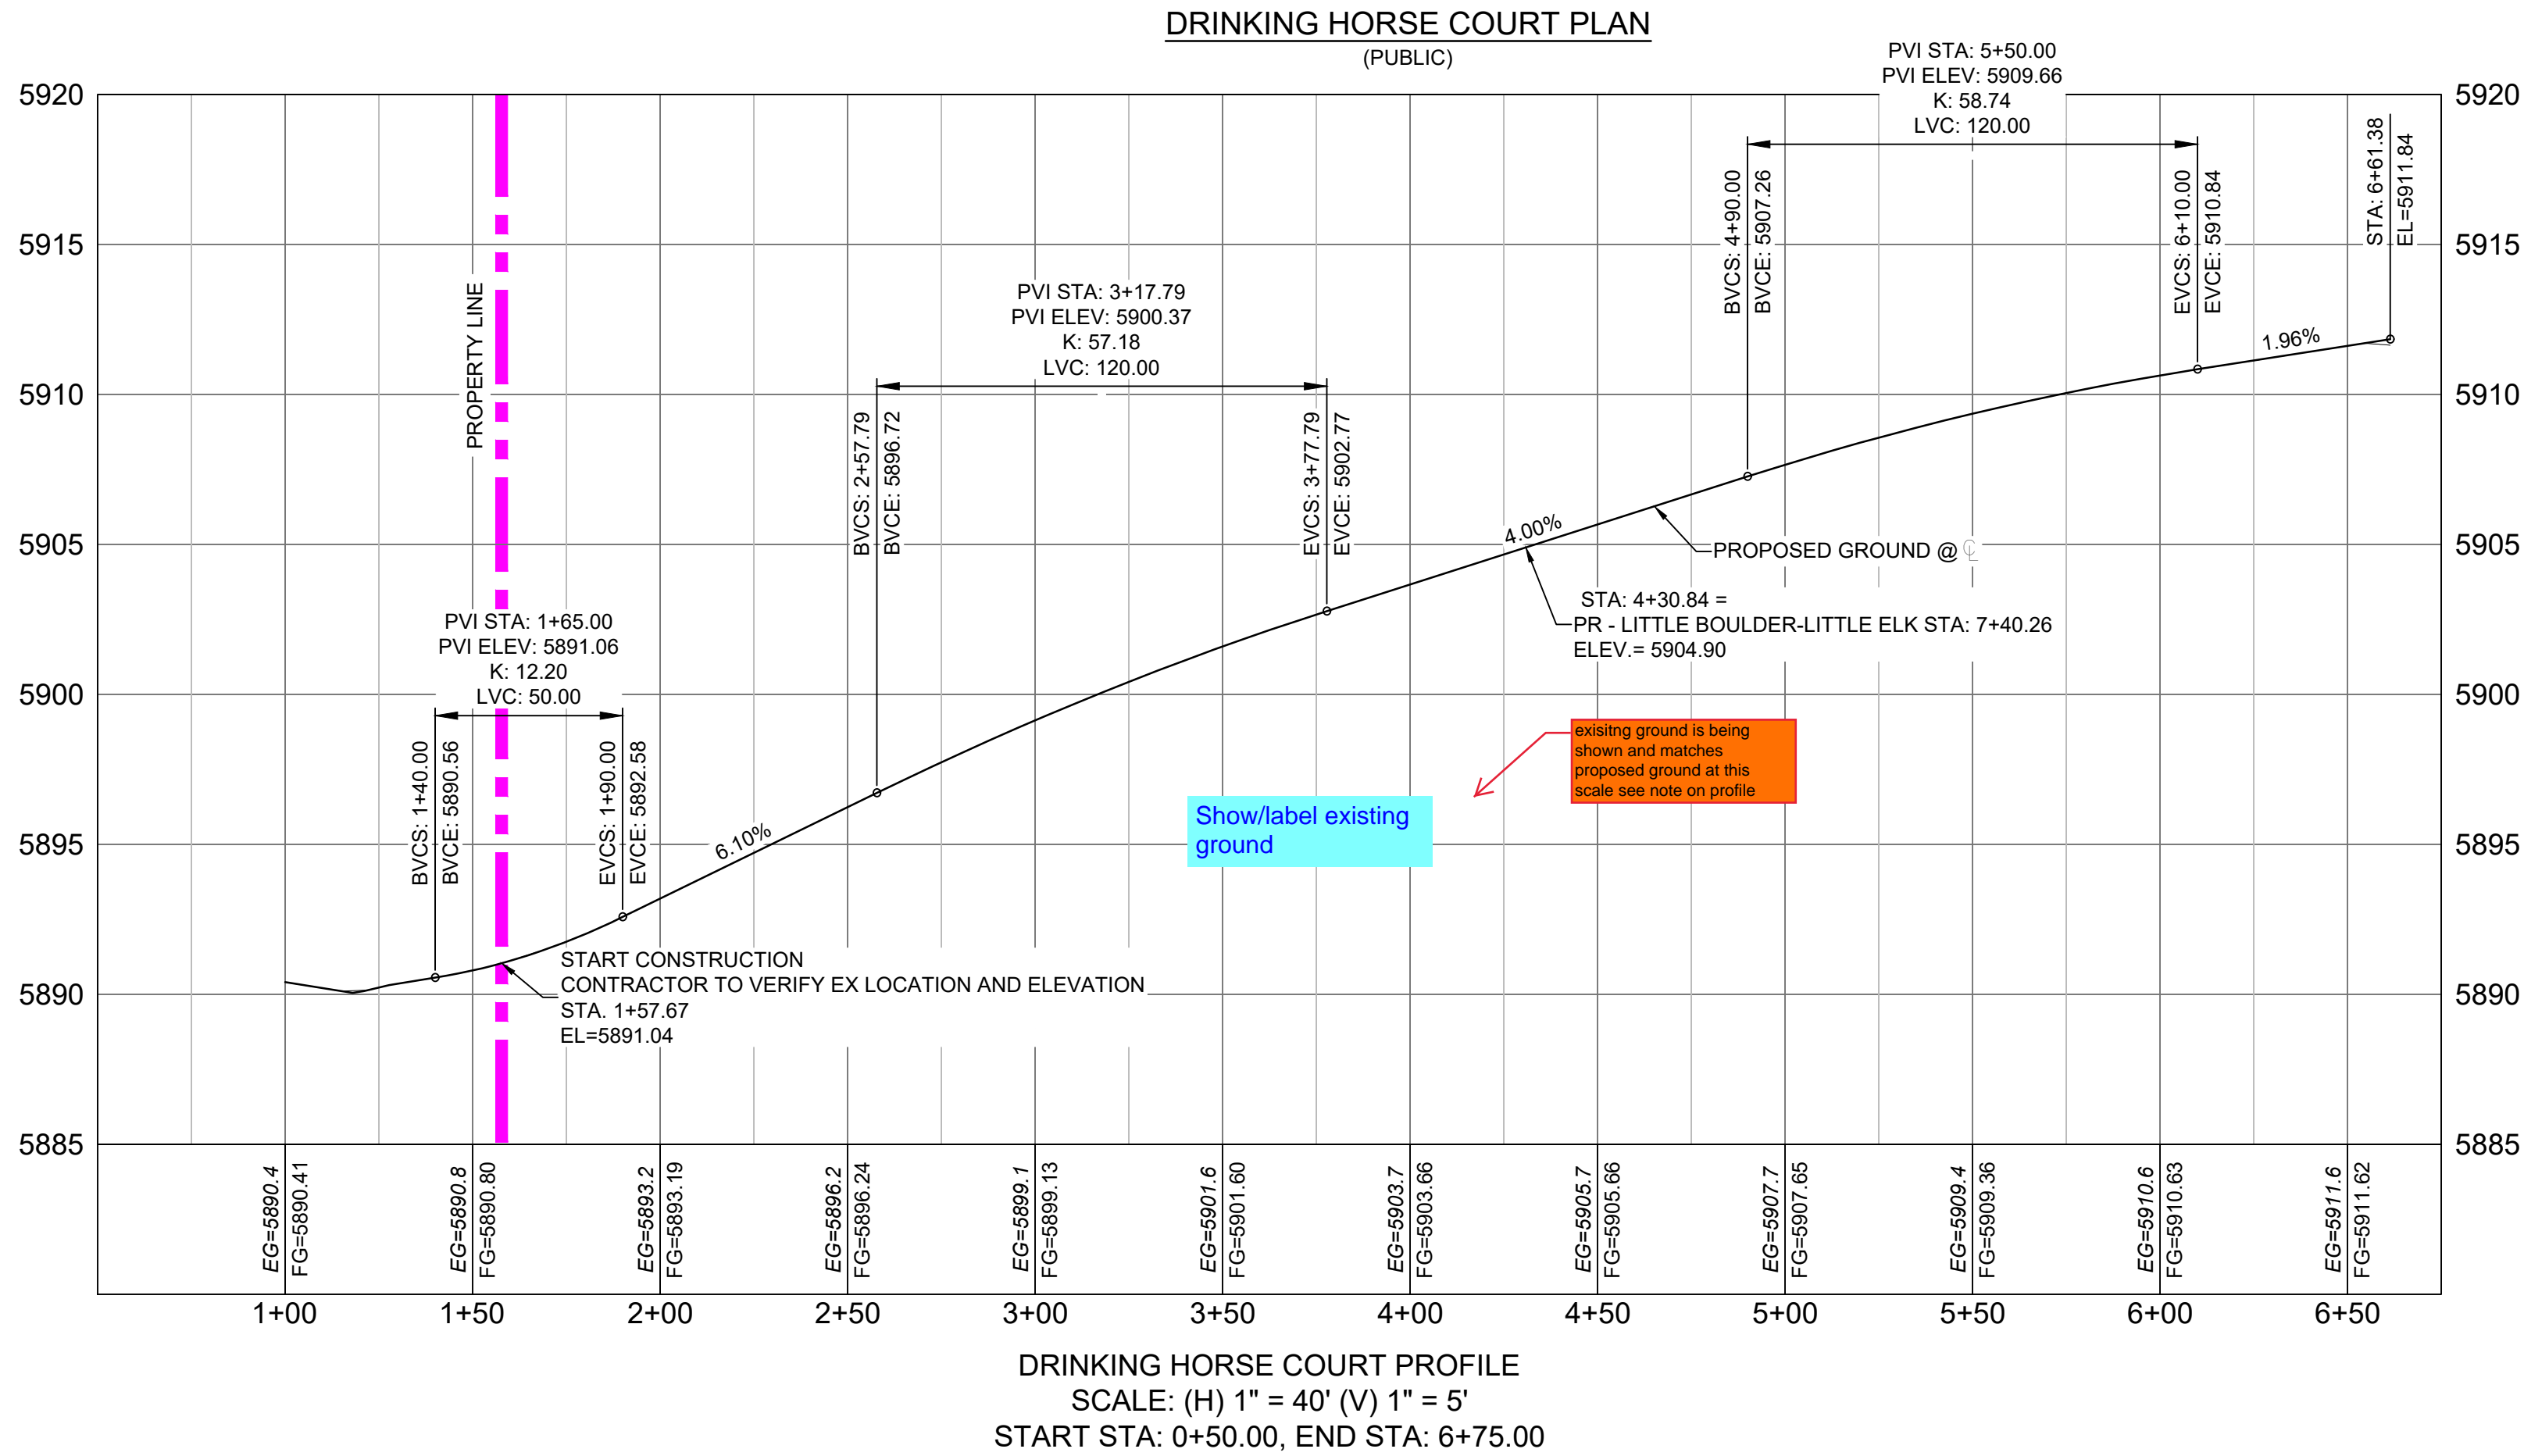 DRINKING HORSE COURT PLAN
(PUBLIC)
PVI STA: 5+50.00
PVI ELEV: 5909.66
K: 58.74
LVC: 120.00
5920
5920
5915
5915
5910
5910
5905
5905
5900
5900
5895
5895
5890
5890
5885
5885
PROPERTY LINE
PVI STA: 1+65.00
PVI ELEV: 5891.06
K: 12.20
LVC: 50.00
BVCS: 1+40.00
BVCE: 5890.56
EVCS: 1+90.00
EVCE: 5892.58
START CONSTRUCTION
CONTRACTOR TO VERIFY EX LOCATION AND ELEVATION
STA. 1+57.67
EL=5891.04
6.10%
PVI STA: 3+17.79
PVI ELEV: 5900.37
K: 57.18
LVC: 120.00
BVCS: 2+57.79
BVCE: 5896.72
EVCS: 3+77.79
EVCE: 5902.77
4.00%
PROPOSED GROUND @ ℄
STA: 4+30.84 =
PR - LITTLE BOULDER-LITTLE ELK STA: 7+40.26
ELEV.= 5904.90
exisitng ground is being
shown and matches
proposed ground at this
scale see note on profile
Show/label existing
ground
BVCS: 4+90.00
BVCE: 5907.26
EVCS: 6+10.00
EVCE: 5910.84
1.96%
STA: 6+61.38
EL=5911.84
EG=5890.4
FG=5890.41
EG=5890.8
FG=5890.80
EG=5893.2
FG=5893.19
EG=5896.2
FG=5896.24
EG=5899.1
FG=5899.13
EG=5901.6
FG=5901.60
EG=5903.7
FG=5903.66
EG=5905.7
FG=5905.66
EG=5907.7
FG=5907.65
EG=5909.4
FG=5909.36
EG=5910.6
FG=5910.63
EG=5911.6
FG=5911.62
1+00 1+50 2+00 2+50 3+00 3+50 4+00 4+50 5+00 5+50 6+00 6+50
DRINKING HORSE COURT PROFILE
SCALE: (H) 1" = 40' (V) 1" = 5'
START STA: 0+50.00, END STA: 6+75.00